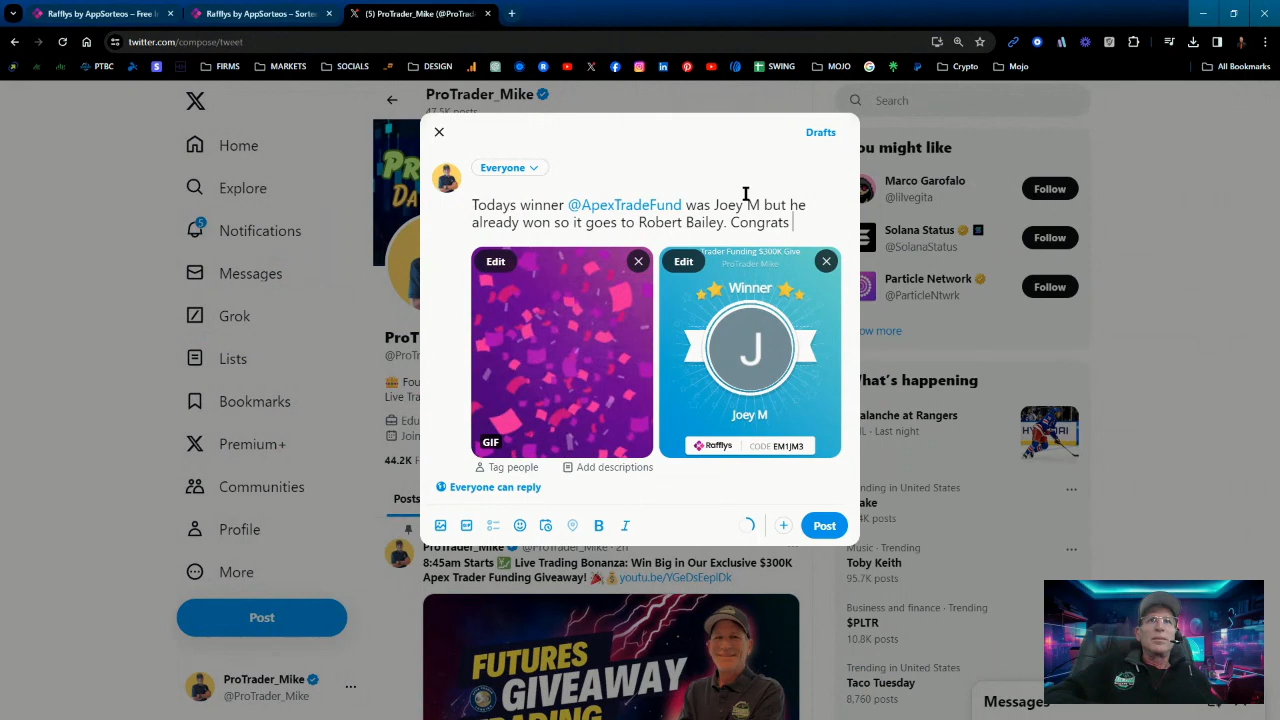 Rafflys by AppSorteos – Free I
Rafflys by AppSorteos - Sorte
(5) ProTrader_Mike (@ProTra
twitter.com/compose/tweet
PTBC
FIRMS
MARKETS
SOCIALS
DESIGN
SWING
MOJO
Crypto
Mojo
All Bookmarks
ProTrader_Mike
47.5K posts
Search
Home
Explore
5
Notifications
Messages
Grok
Lists
Bookmarks
Premium+
Communities
Profile
More
Post
ProTrader_Mike
@ProTrader_Mike
Drafts
Everyone
Todays winner @ApexTradeFund was Joey M but he
already won so it goes to Robert Bailey. Congrats
Edit
GIF
Edit
Trader Funding $300K Give
ProTrader Mike
Winner
J
Joey M
Rafflys
CODE EM1JM3
Tag people
Add descriptions
Everyone can reply
B
I
Post
ProT
@ProTr
Fou
Live Tra
Edu
Join
44.2K F
Posts
ProTrader_Mike @ProTrader_Mike · 2h
8:45am Starts Live Trading Bonanza: Win Big in Our Exclusive $300K
Apex Trader Funding Giveaway! youtu.be/YGeDsEepIDk
FUTURES
GIVEAWAY
TRADING
ou might like
Marco Garofalo
@lilvegita
Follow
Solana Status
@SolanaStatus
Follow
Particle Network
@ParticleNtwrk
Follow
ow more
hat's happening
valanche at Rangers
HL · Last night
ending in United States
ake
4K posts
Music · Trending
Toby Keith
95.7K posts
Business and finance · Trending
$PLTR
10.8K posts
Trending in United States
Taco Tuesday
8,760 posts
Messages